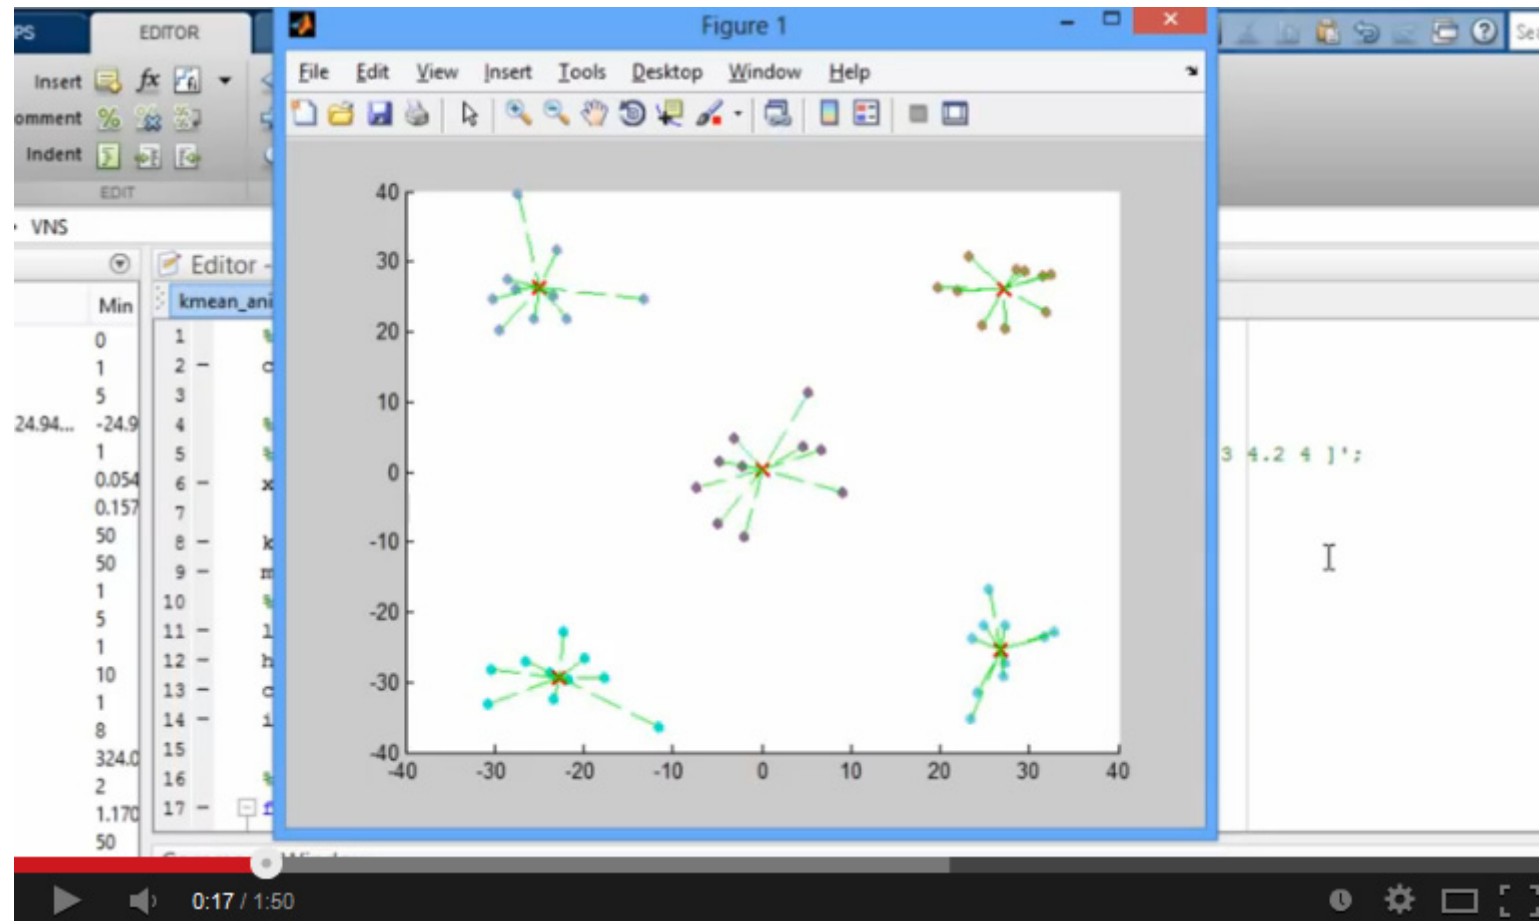 PS
EDITOR
Figure 1
Se
Insert fx fi
omment
Indent
EDIT
File Edit View Insert Tools Desktop Window Help
VNS
Editor -
Min
kmean_ani
0
1
5
24.94... -24.9
1
0.054
0.157
50
50
1
5
1
10
1
8
324.0
2
1.170
50
1 %
2 c
3
4 %
5 %
6 x
7
8 k
9 m
10 %
11 l
12 h
13 c
14 i
15
16 %
17 f
3 4.2 4 ]';
40
30
20
10
0
-10
-20
-30
-40
-40 -30 -20 -10 0 10 20 30 40
0:17 / 1:50